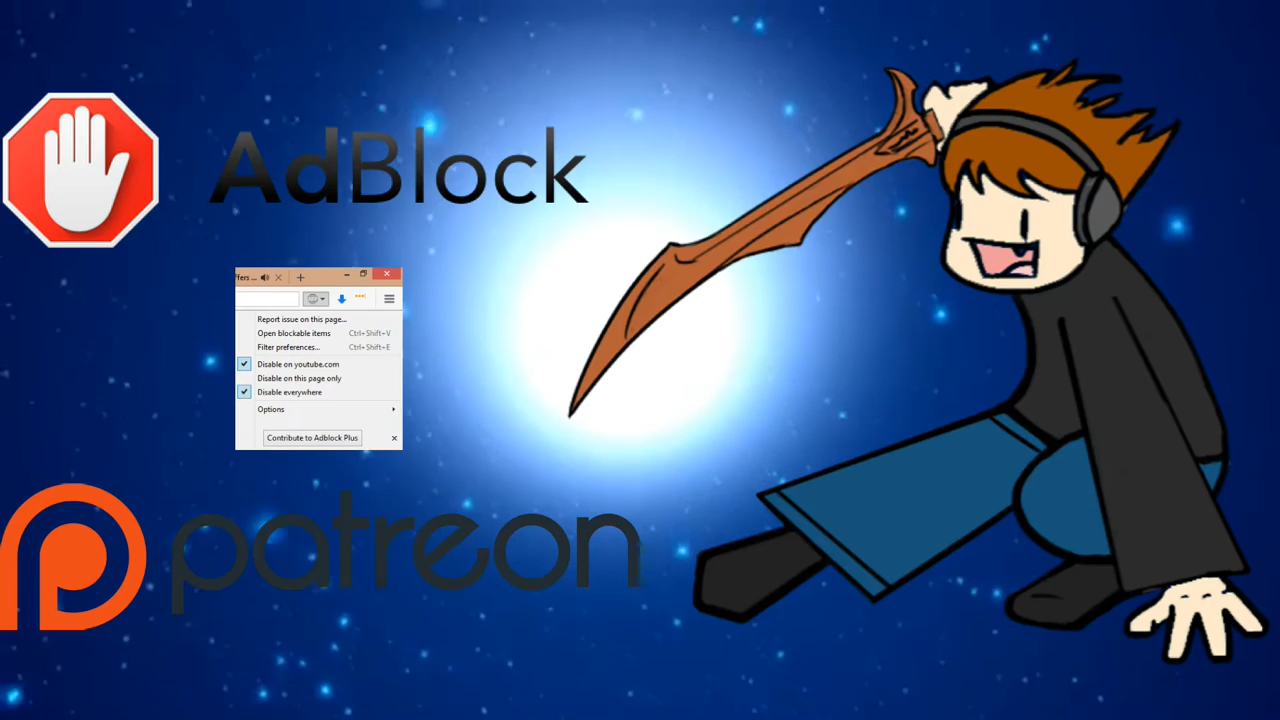 AdBlock
ffers ...
Report issue on this page...
Open blockable items Ctrl+Shift+V
Filter preferences... Ctrl+Shift+E
Disable on youtube.com
Disable on this page only
Disable everywhere
Options
Contribute to Adblock Plus
patreon